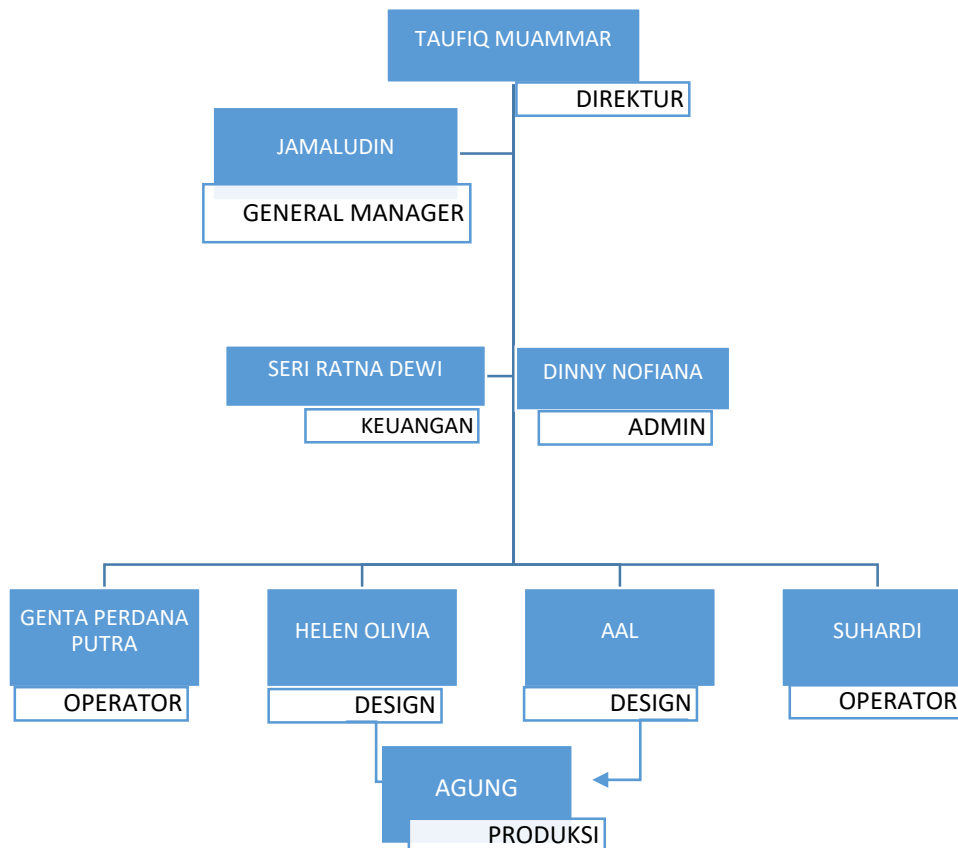 TAUFIQ MUAMMAR
DIREKTUR
JAMALUDIN
GENERAL MANAGER
SERI RATNA DEWI
KEUANGAN
DINNY NOFIANA
ADMIN
GENTA PERDANA
PUTRA
OPERATOR
HELEN OLIVIA
DESIGN
AAL
DESIGN
SUHARDI
OPERATOR
AGUNG
PRODUKSI